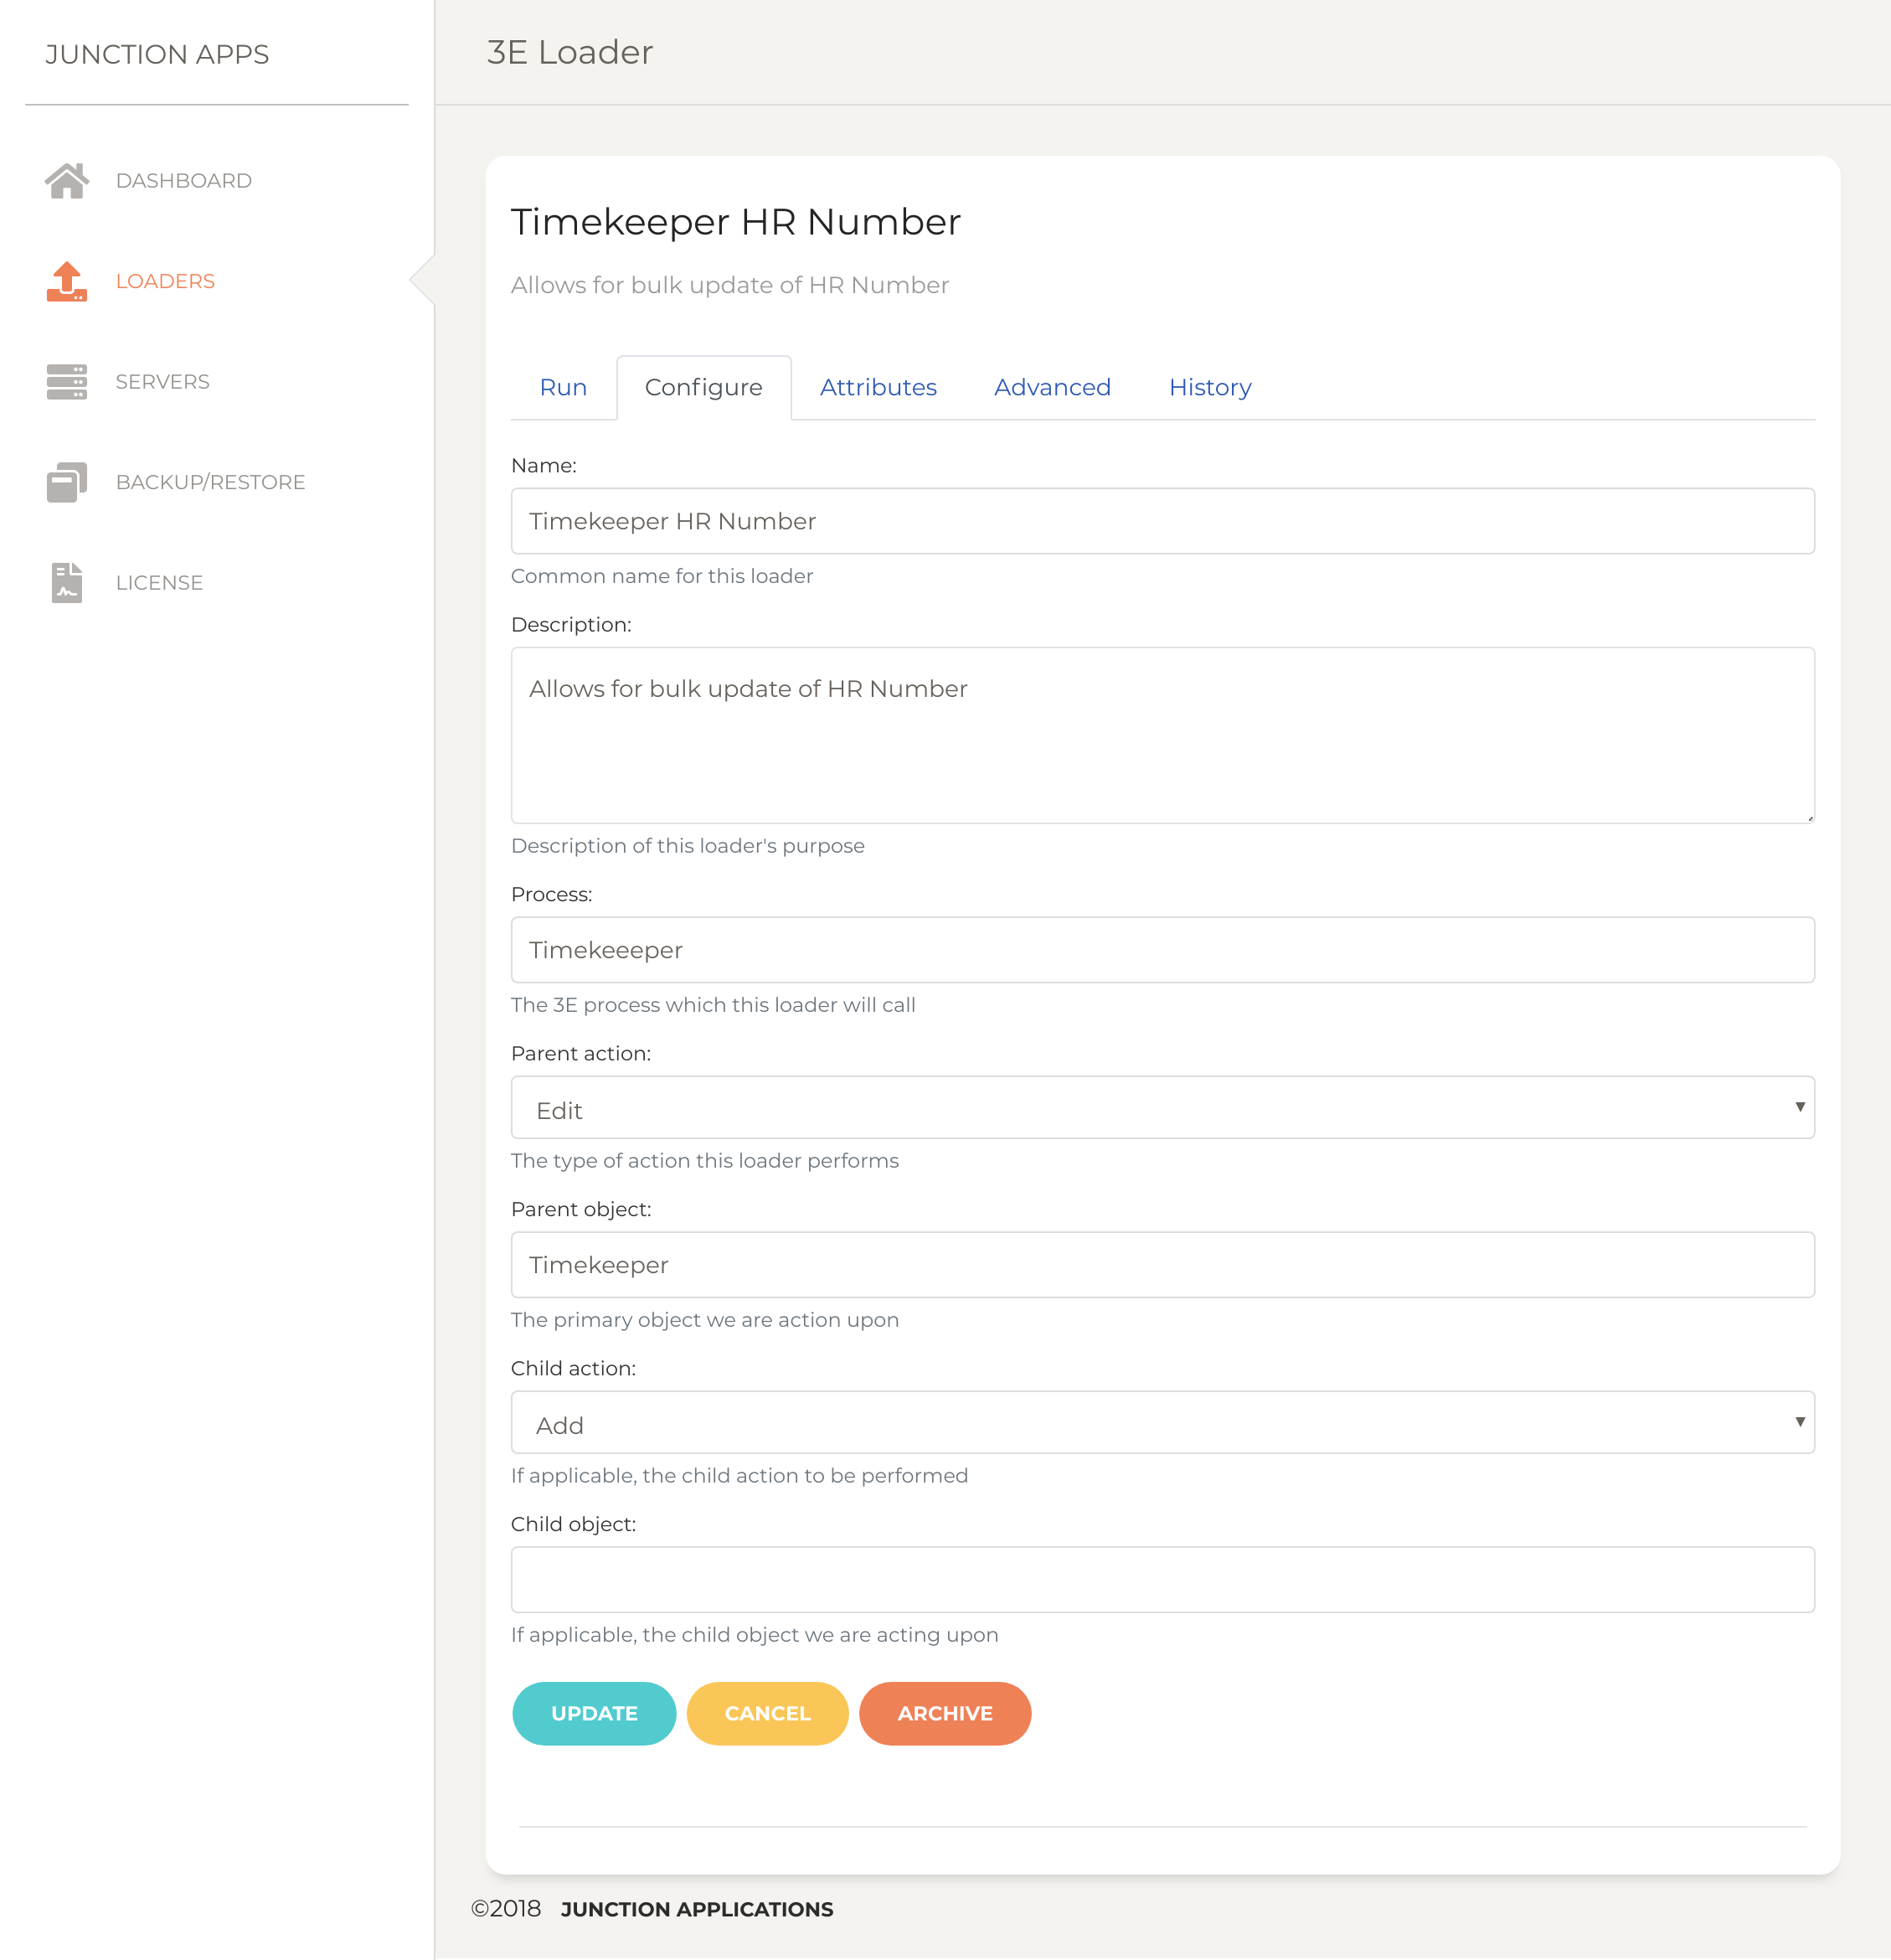 JUNCTION APPS
DASHBOARD
LOADERS
SERVERS
BACKUP/RESTORE
LICENSE
3E Loader
Timekeeper HR Number
Allows for bulk update of HR Number
Run Configure Attributes Advanced History
Name:
Timekeeper HR Number
Common name for this loader
Description:
Allows for bulk update of HR Number
Description of this loader's purpose
Process:
Timekeeeper
The 3E process which this loader will call
Parent action:
Edit
The type of action this loader performs
Parent object:
Timekeeper
The primary object we are action upon
Child action:
Add
If applicable, the child action to be performed
Child object:
If applicable, the child object we are acting upon
UPDATE CANCEL ARCHIVE
©2018 JUNCTION APPLICATIONS